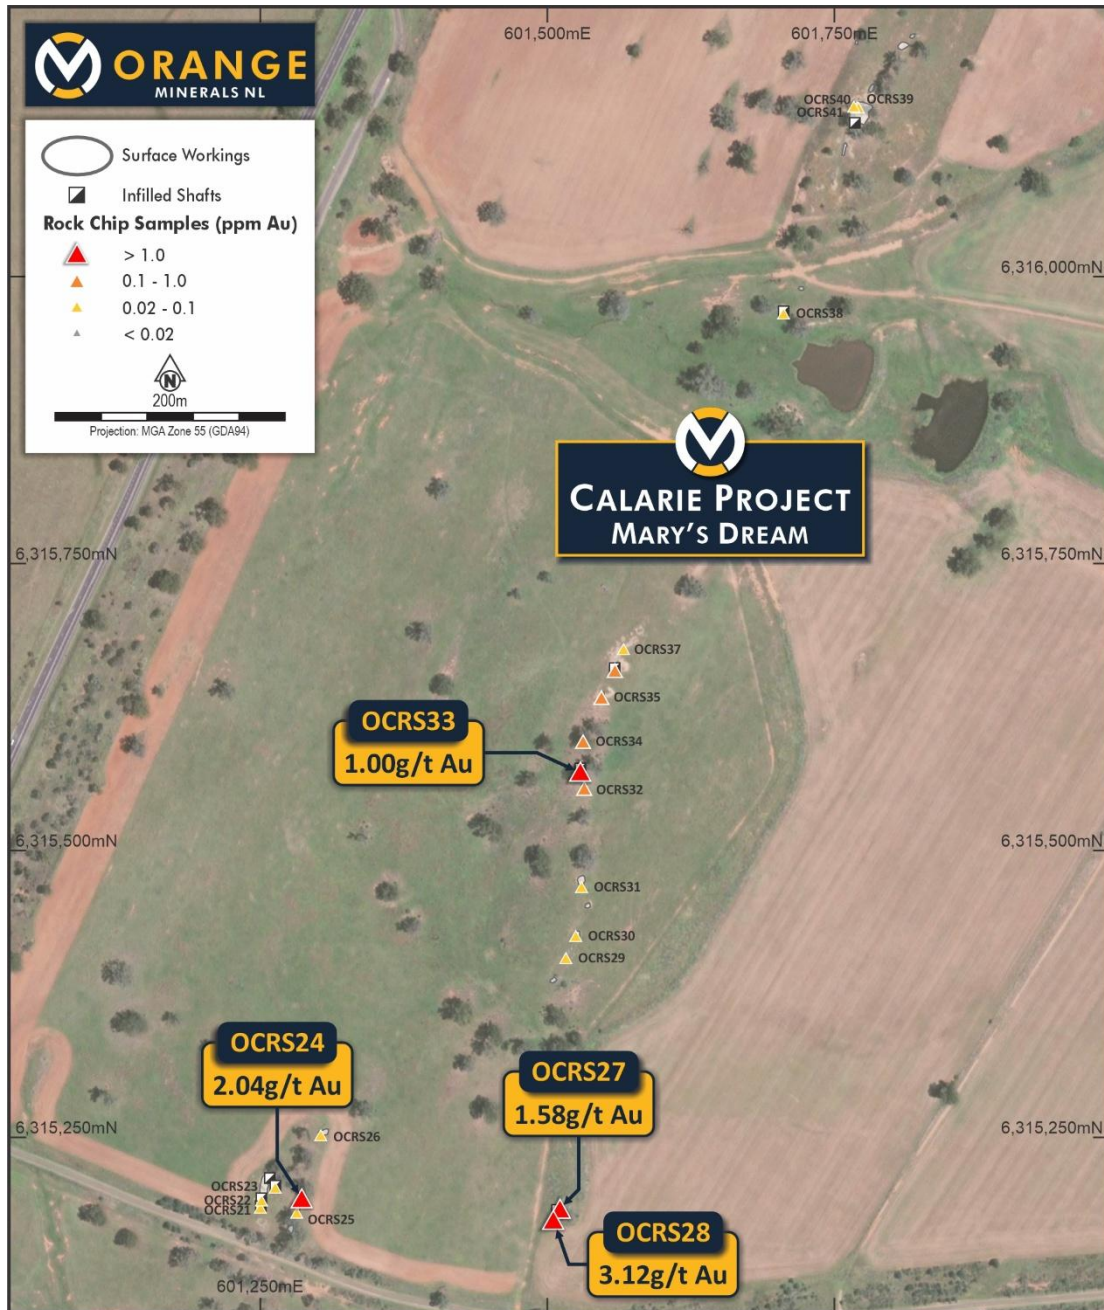 ORANGE
MINERALS NL
Surface Workings
Infilled Shafts
Rock Chip Samples (ppm Au)
> 1.0
0.1 - 1.0
0.02 - 0.1
< 0.02
N
200m
Projection: MGA Zone 55 (GDA94)
601,500mE
601,750mE
OCRS40
OCRS39
OCRS41
6,316,000mN
OCRS38
CALARIE PROJECT
MARY'S DREAM
6,315,750mN
6,315,750mN
OCRS37
OCRS35
OCRS33
1.00g/t Au
OCRS34
OCRS32
6,315,500mN
6,315,500mN
OCRS31
OCRS30
OCRS29
OCRS24
2.04g/t Au
OCRS27
1.58g/t Au
6,315,250mN
6,315,250mN
OCRS26
OCRS23
OCRS22
OCRS21
OCRS25
OCRS28
3.12g/t Au
601,250mE